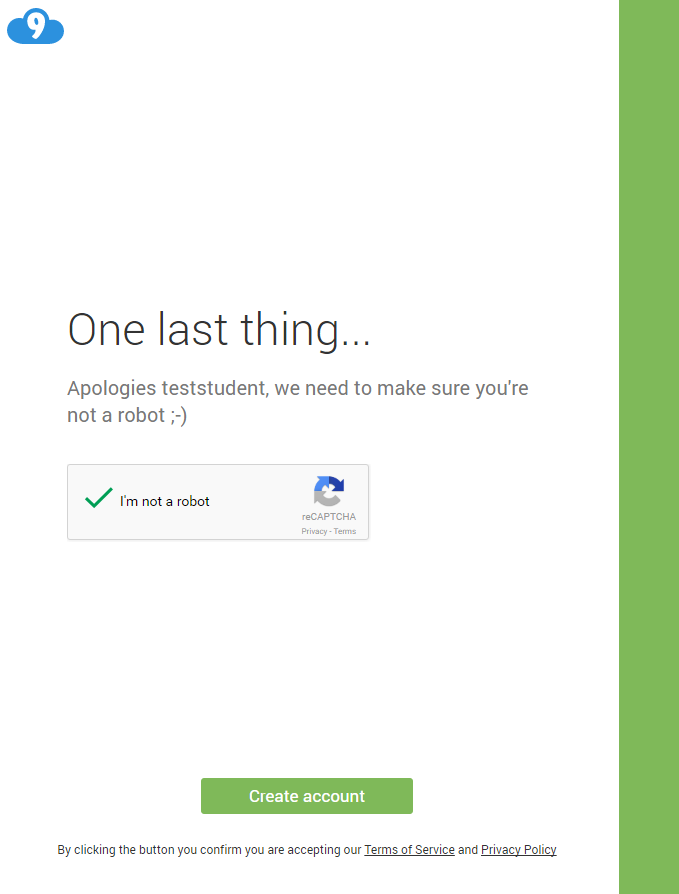 9
One last thing...
Apologies teststudent, we need to make sure you're
not a robot ;-)
I'm not a robot
reCAPTCHA
Privacy - Terms
Create account
By clicking the button you confirm you are accepting our Terms of Service and Privacy Policy